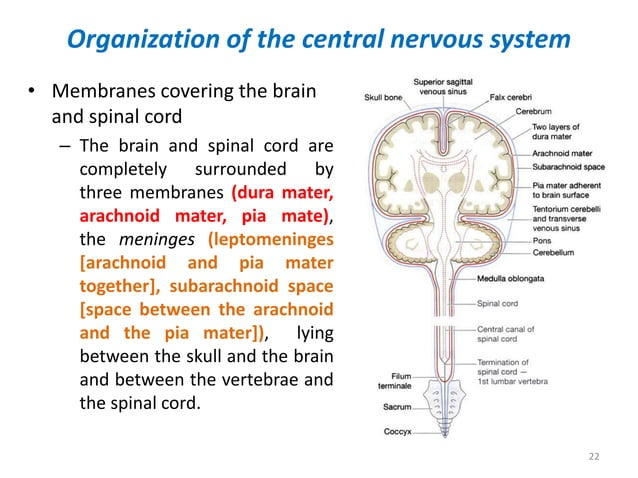 Organization of the central nervous system
• Membranes covering the brain
and spinal cord
– The brain and spinal cord are
completely surrounded by
three membranes (dura mater,
arachnoid mater, pia mate),
the meninges (leptomeninges
[arachnoid and pia mater
together], subarachnoid space
[space between the arachnoid
and the pia mater]), lying
between the skull and the brain
and between the vertebrae and
the spinal cord.
Superior sagittal
venous sinus
Skull bone
Falx cerebri
Cerebrum
Two layers of
dura mater
Arachnoid mater
Subarachnoid space
Pia mater adherent
to brain surface
Tentorium cerebelli
and transverse
venous sinus
Pons
Cerebellum
Medulla oblongata
Spinal cord
Central canal of
spinal cord
Termination of
spinal cord —
1st lumbar vertebra
Filum
terminale
Sacrum
Coccyx
22